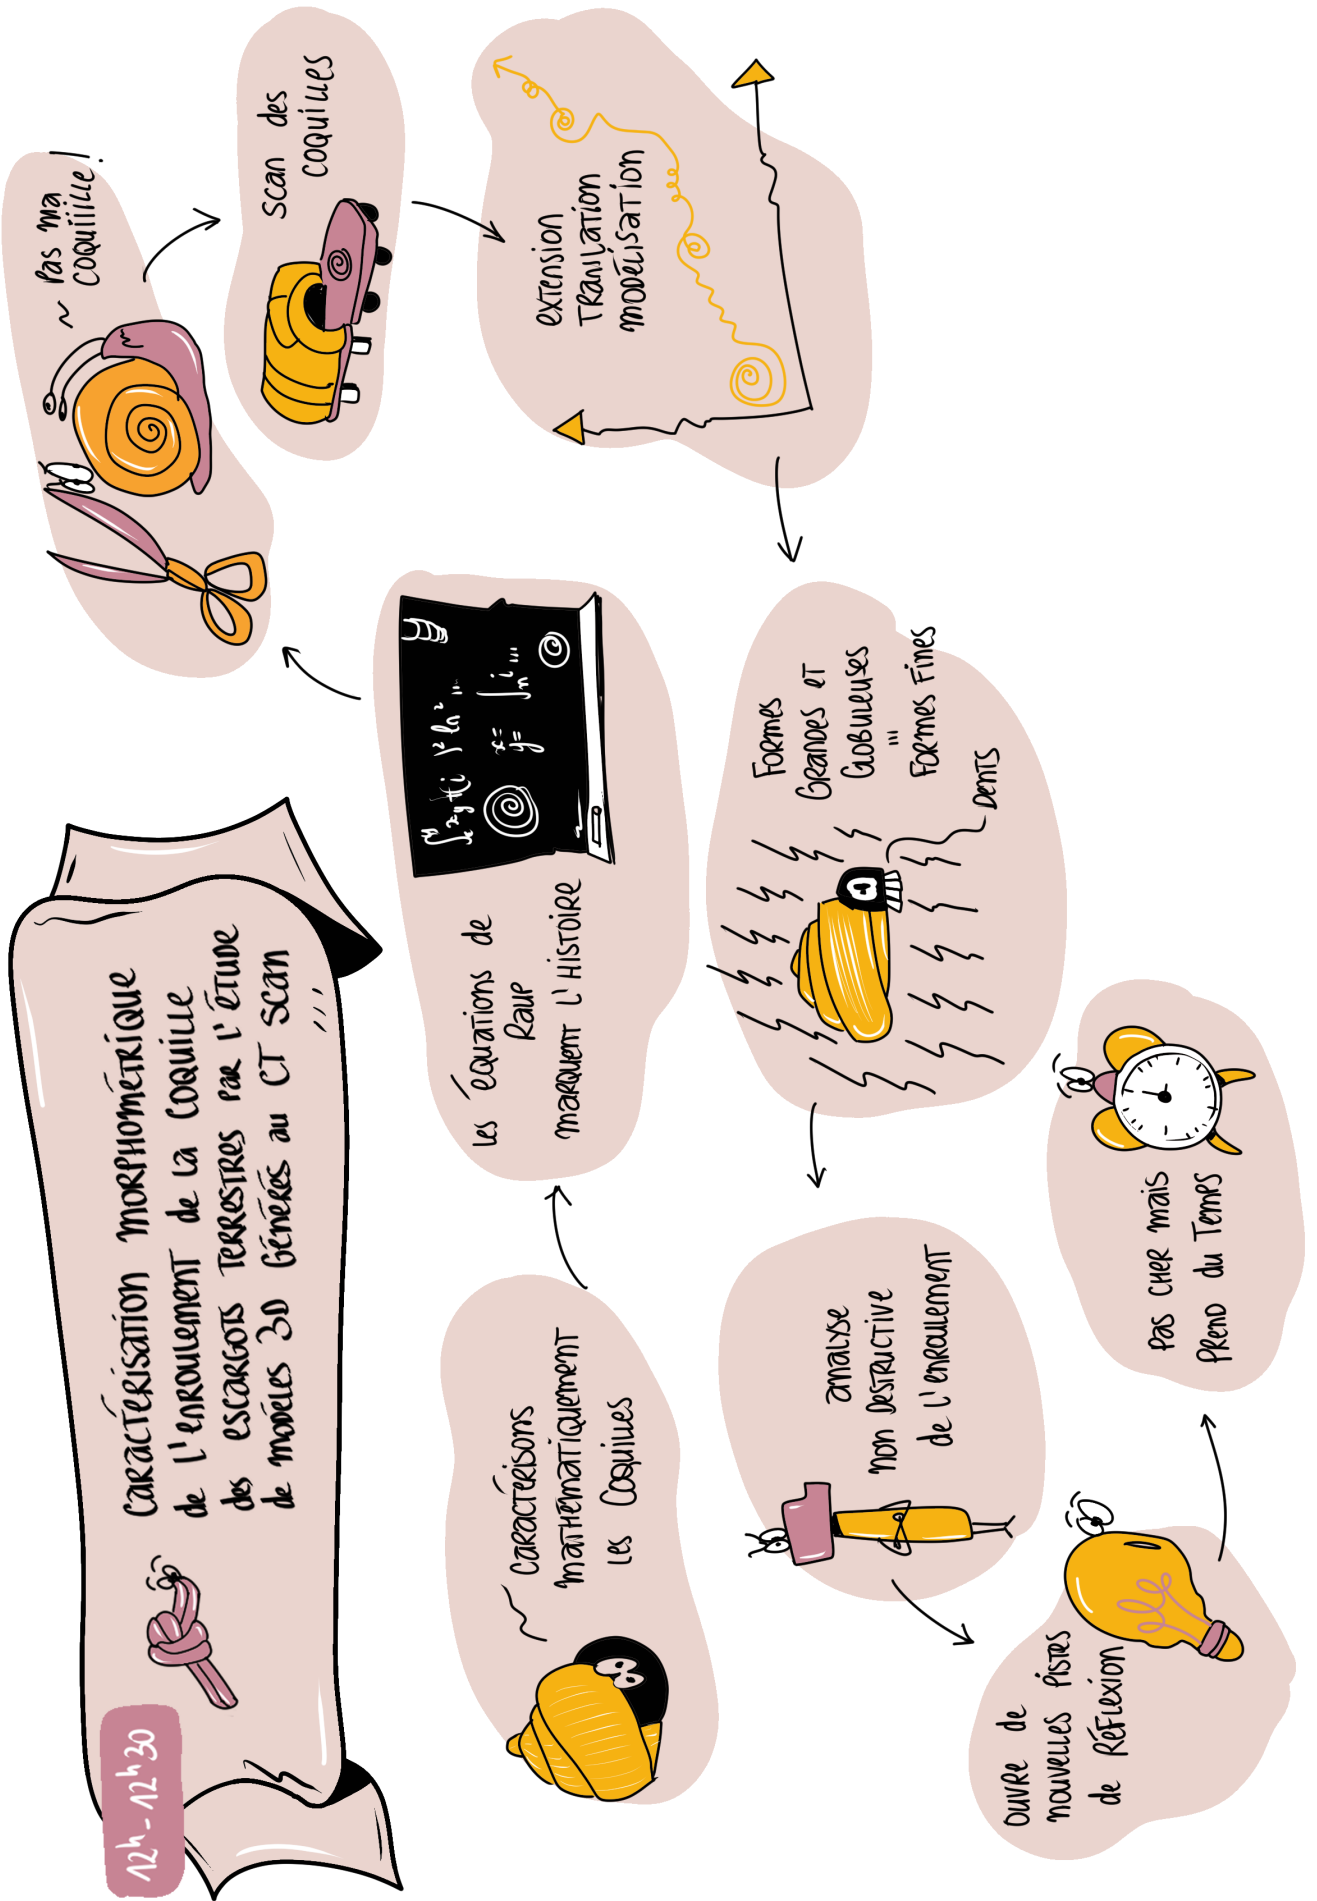 12h - 12h30
Caractérisation morphométrique
de l'enroulement de la coquille
des escargots terrestres par l'étude
de modèles 3D générés au CT scan
...
~ Caractérisons
mathématiquement
les coquilles
les équations de
Raup
marquent l'histoire
~ Pas ma
coquiiille!
scan des
coquilles
extension
translation
modélisation
Formes
grandes et
globuleuses
...
Formes fines
Dents
analyse
non destructive
de l'enroulement
ouvre de
nouvelles pistes
de réflexion
Pas cher mais
prend du temps